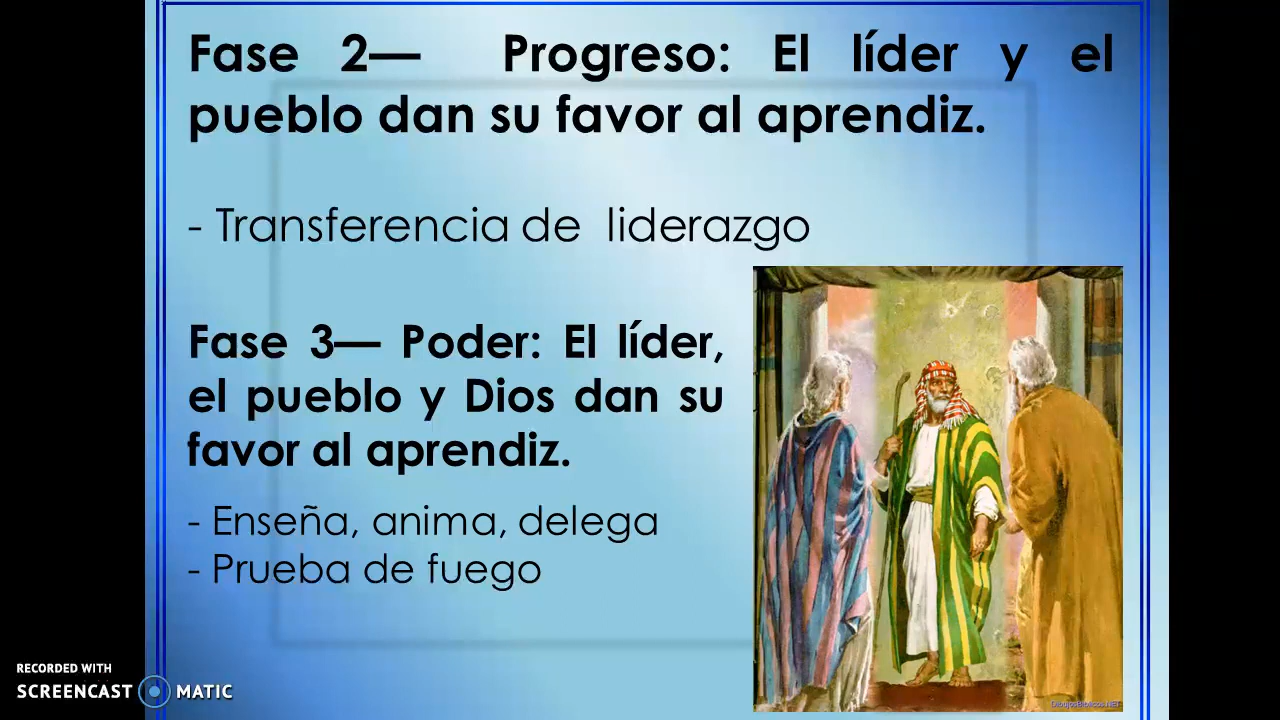 Fase 2— Progreso: El líder y el
pueblo dan su favor al aprendiz.
- Transferencia de liderazgo
Fase 3— Poder: El líder,
el pueblo y Dios dan su
favor al aprendiz.
- Enseña, anima, delega
- Prueba de fuego
DibujosBiblicos.NET
RECORDED WITH
SCREENCAST MATIC